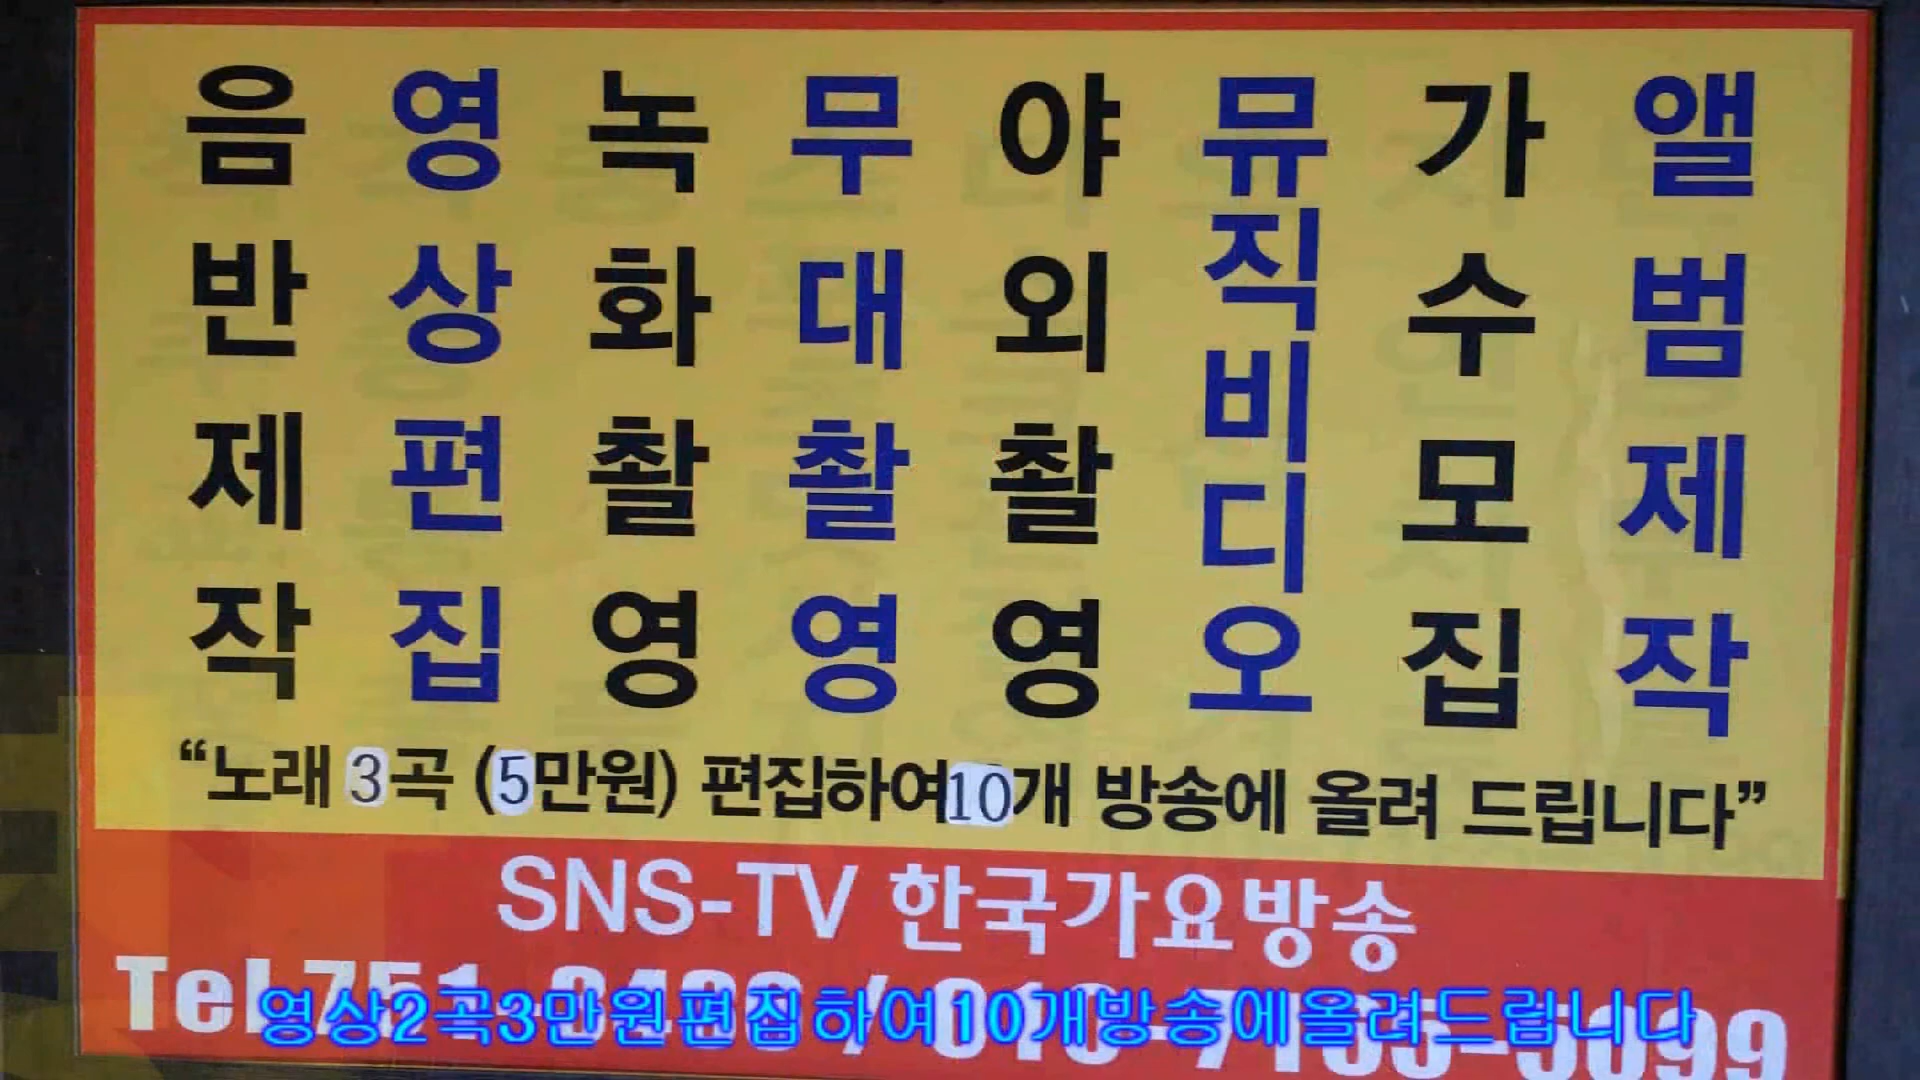 음반제작
영상편집
녹화촬영
무대촬영
야외촬영
뮤직비디오
가수모집
앨범제작
“노래 3곡 (5만원) 편집하여 10개 방송에 올려 드립니다”
SNS-TV 한국가요방송
Tel
영상2곡3만원편집하여10개방송에올려드립니다